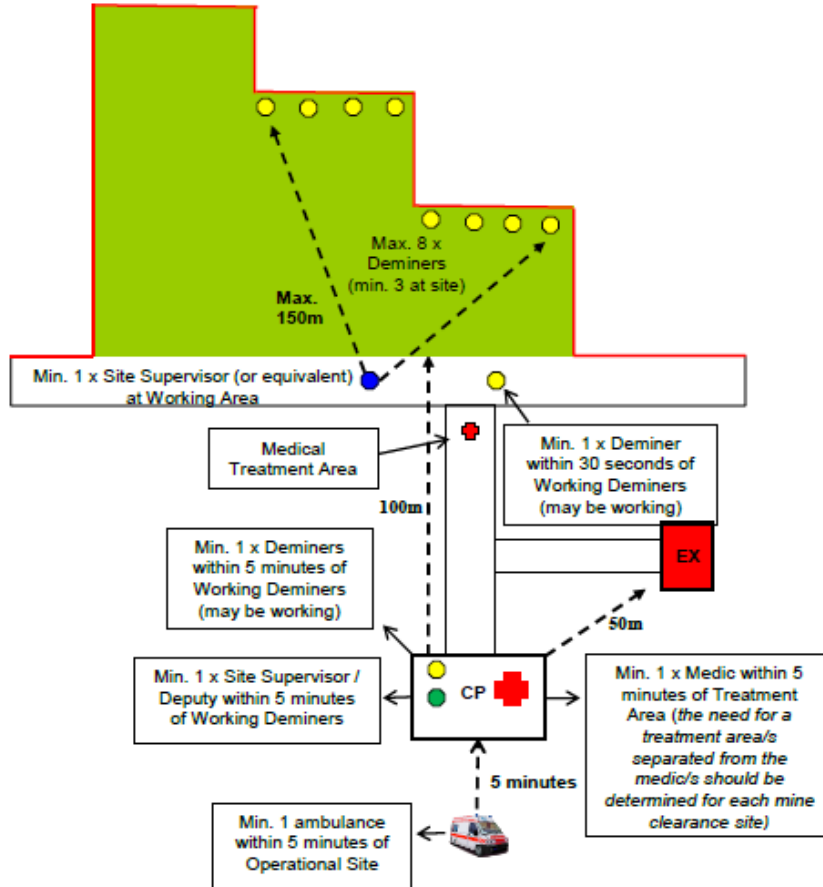 Max. 8 x
Deminers
(min. 3 at site)
Max.
150m
Min. 1 x Site Supervisor (or equivalent)
at Working Area
Medical
Treatment Area
Min. 1 x Deminer
within 30 seconds of
Working Deminers
(may be working)
100m
Min. 1 x Deminers
within 5 minutes of
Working Deminers
(may be working)
EX
50m
Min. 1 x Site Supervisor /
Deputy within 5 minutes
of Working Deminers
CP
Min. 1 x Medic within 5
minutes of Treatment
Area (the need for a
treatment area/s
separated from the
medic/s should be
determined for each mine
clearance site)
5 minutes
Min. 1 ambulance
within 5 minutes of
Operational Site